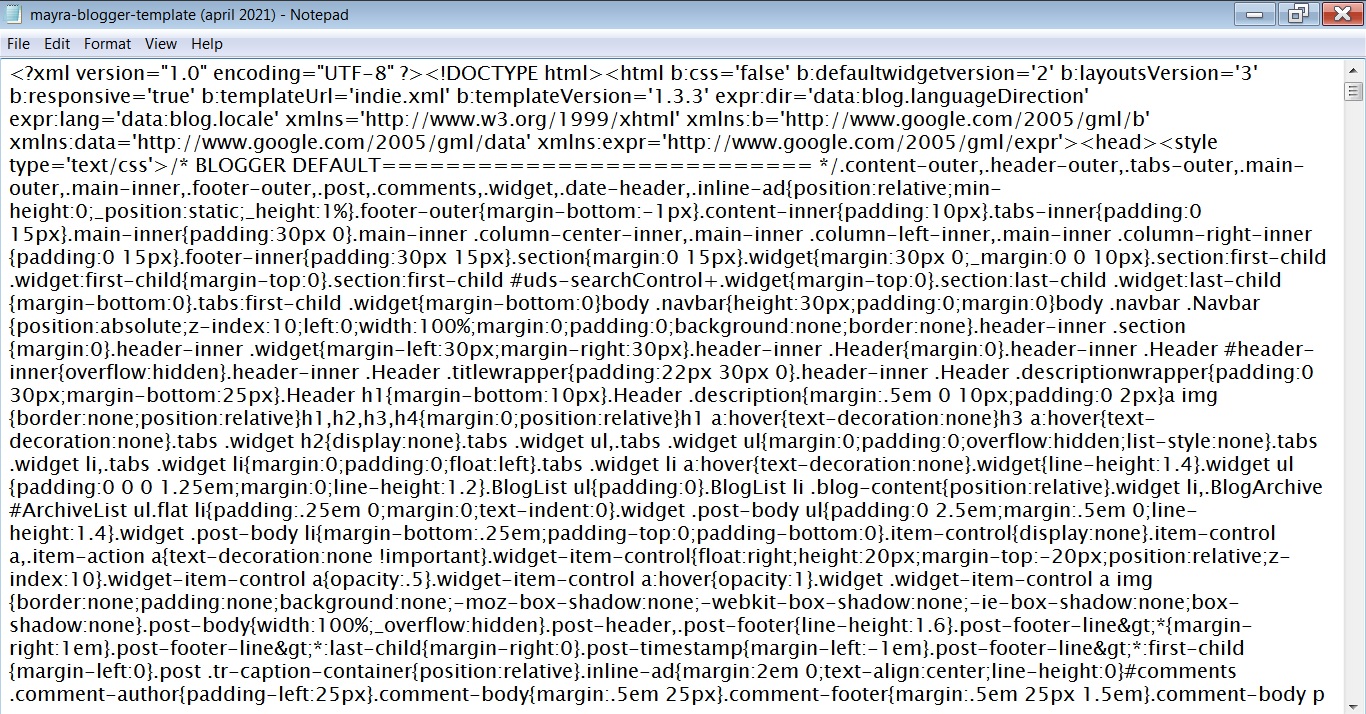 mayra-blogger-template (april 2021) - Notepad
File Edit Format View Help
<?xml version="1.0" encoding="UTF-8" ?><!DOCTYPE html><html b:css='false' b:defaultwidgetversion='2' b:layoutsVersion='3'
b:responsive='true' b:templateUrl='indie.xml' b:templateVersion='1.3.3' expr:dir='data:blog.languageDirection'
expr:lang='data:blog.locale' xmlns='http://www.w3.org/1999/xhtml' xmlns:b='http://www.google.com/2005/gml/b'
xmlns:data='http://www.google.com/2005/gml/data' xmlns:expr='http://www.google.com/2005/gml/expr'><head><style
type='text/css'>/* BLOGGER DEFAULT=========================== */.content-outer,.header-outer,.tabs-outer,.main-
outer,.main-inner,.footer-outer,.post,.comments,.widget,.date-header,.inline-ad{position:relative;min-
height:0;_position:static;_height:1%}.footer-outer{margin-bottom:-1px}.content-inner{padding:10px}.tabs-inner{padding:0
15px}.main-inner{padding:30px 0}.main-inner .column-center-inner,.main-inner .column-left-inner,.main-inner .column-right-inner
{padding:0 15px}.footer-inner{padding:30px 15px}.section{margin:0 15px}.widget{margin:30px 0;_margin:0 0 10px}.section:first-child
.widget:first-child{margin-top:0}.section:first-child #uds-searchControl+.widget{margin-top:0}.section:last-child .widget:last-child
{margin-bottom:0}.tabs:first-child .widget{margin-bottom:0}body .navbar{height:30px;padding:0;margin:0}body .navbar .Navbar
{position:absolute;z-index:10;left:0;width:100%;margin:0;padding:0;background:none;border:none}.header-inner .section
{margin:0}.header-inner .widget{margin-left:30px;margin-right:30px}.header-inner .Header{margin:0}.header-inner .Header #header-
inner{overflow:hidden}.header-inner .Header .titlewrapper{padding:22px 30px 0}.header-inner .Header .descriptionwrapper{padding:0
30px;margin-bottom:25px}.Header h1{margin-bottom:10px}.Header .description{margin:.5em 0 10px;padding:0 2px}a img
{border:none;position:relative}h1,h2,h3,h4{margin:0;position:relative}h1 a:hover{text-decoration:none}h3 a:hover{text-
decoration:none}.tabs .widget h2{display:none}.tabs .widget ul,.tabs .widget ul{margin:0;padding:0;overflow:hidden;list-style:none}.tabs
.widget li,.tabs .widget li{margin:0;padding:0;float:left}.tabs .widget li a:hover{text-decoration:none}.widget{line-height:1.4}.widget ul
{padding:0 0 0 1.25em;margin:0;line-height:1.2}.BlogList ul{padding:0}.BlogList li .blog-content{position:relative}.widget li,.BlogArchive
#ArchiveList ul.flat li{padding:.25em 0;margin:0;text-indent:0}.widget .post-body ul{padding:0 2.5em;margin:.5em 0;line-
height:1.4}.widget .post-body li{margin-bottom:.25em;padding-top:0;padding-bottom:0}.item-control{display:none}.item-control
a,.item-action a{text-decoration:none !important}.widget-item-control{float:right;height:20px;margin-top:-20px;position:relative;z-
index:10}.widget-item-control a{opacity:.5}.widget-item-control a:hover{opacity:1}.widget .widget-item-control a img
{border:none;padding:none;background:none;-moz-box-shadow:none;-webkit-box-shadow:none;-ie-box-shadow:none;box-
shadow:none}.post-body{width:100%;_overflow:hidden}.post-header,.post-footer{line-height:1.6}.post-footer-line&gt;*{margin-
right:1em}.post-footer-line&gt;*:last-child{margin-right:0}.post-timestamp{margin-left:-1em}.post-footer-line&gt;*:first-child
{margin-left:0}.post .tr-caption-container{position:relative}.inline-ad{margin:2em 0;text-align:center;line-height:0}#comments
.comment-author{padding-left:25px}.comment-body{margin:.5em 25px}.comment-footer{margin:.5em 25px 1.5em}.comment-body p